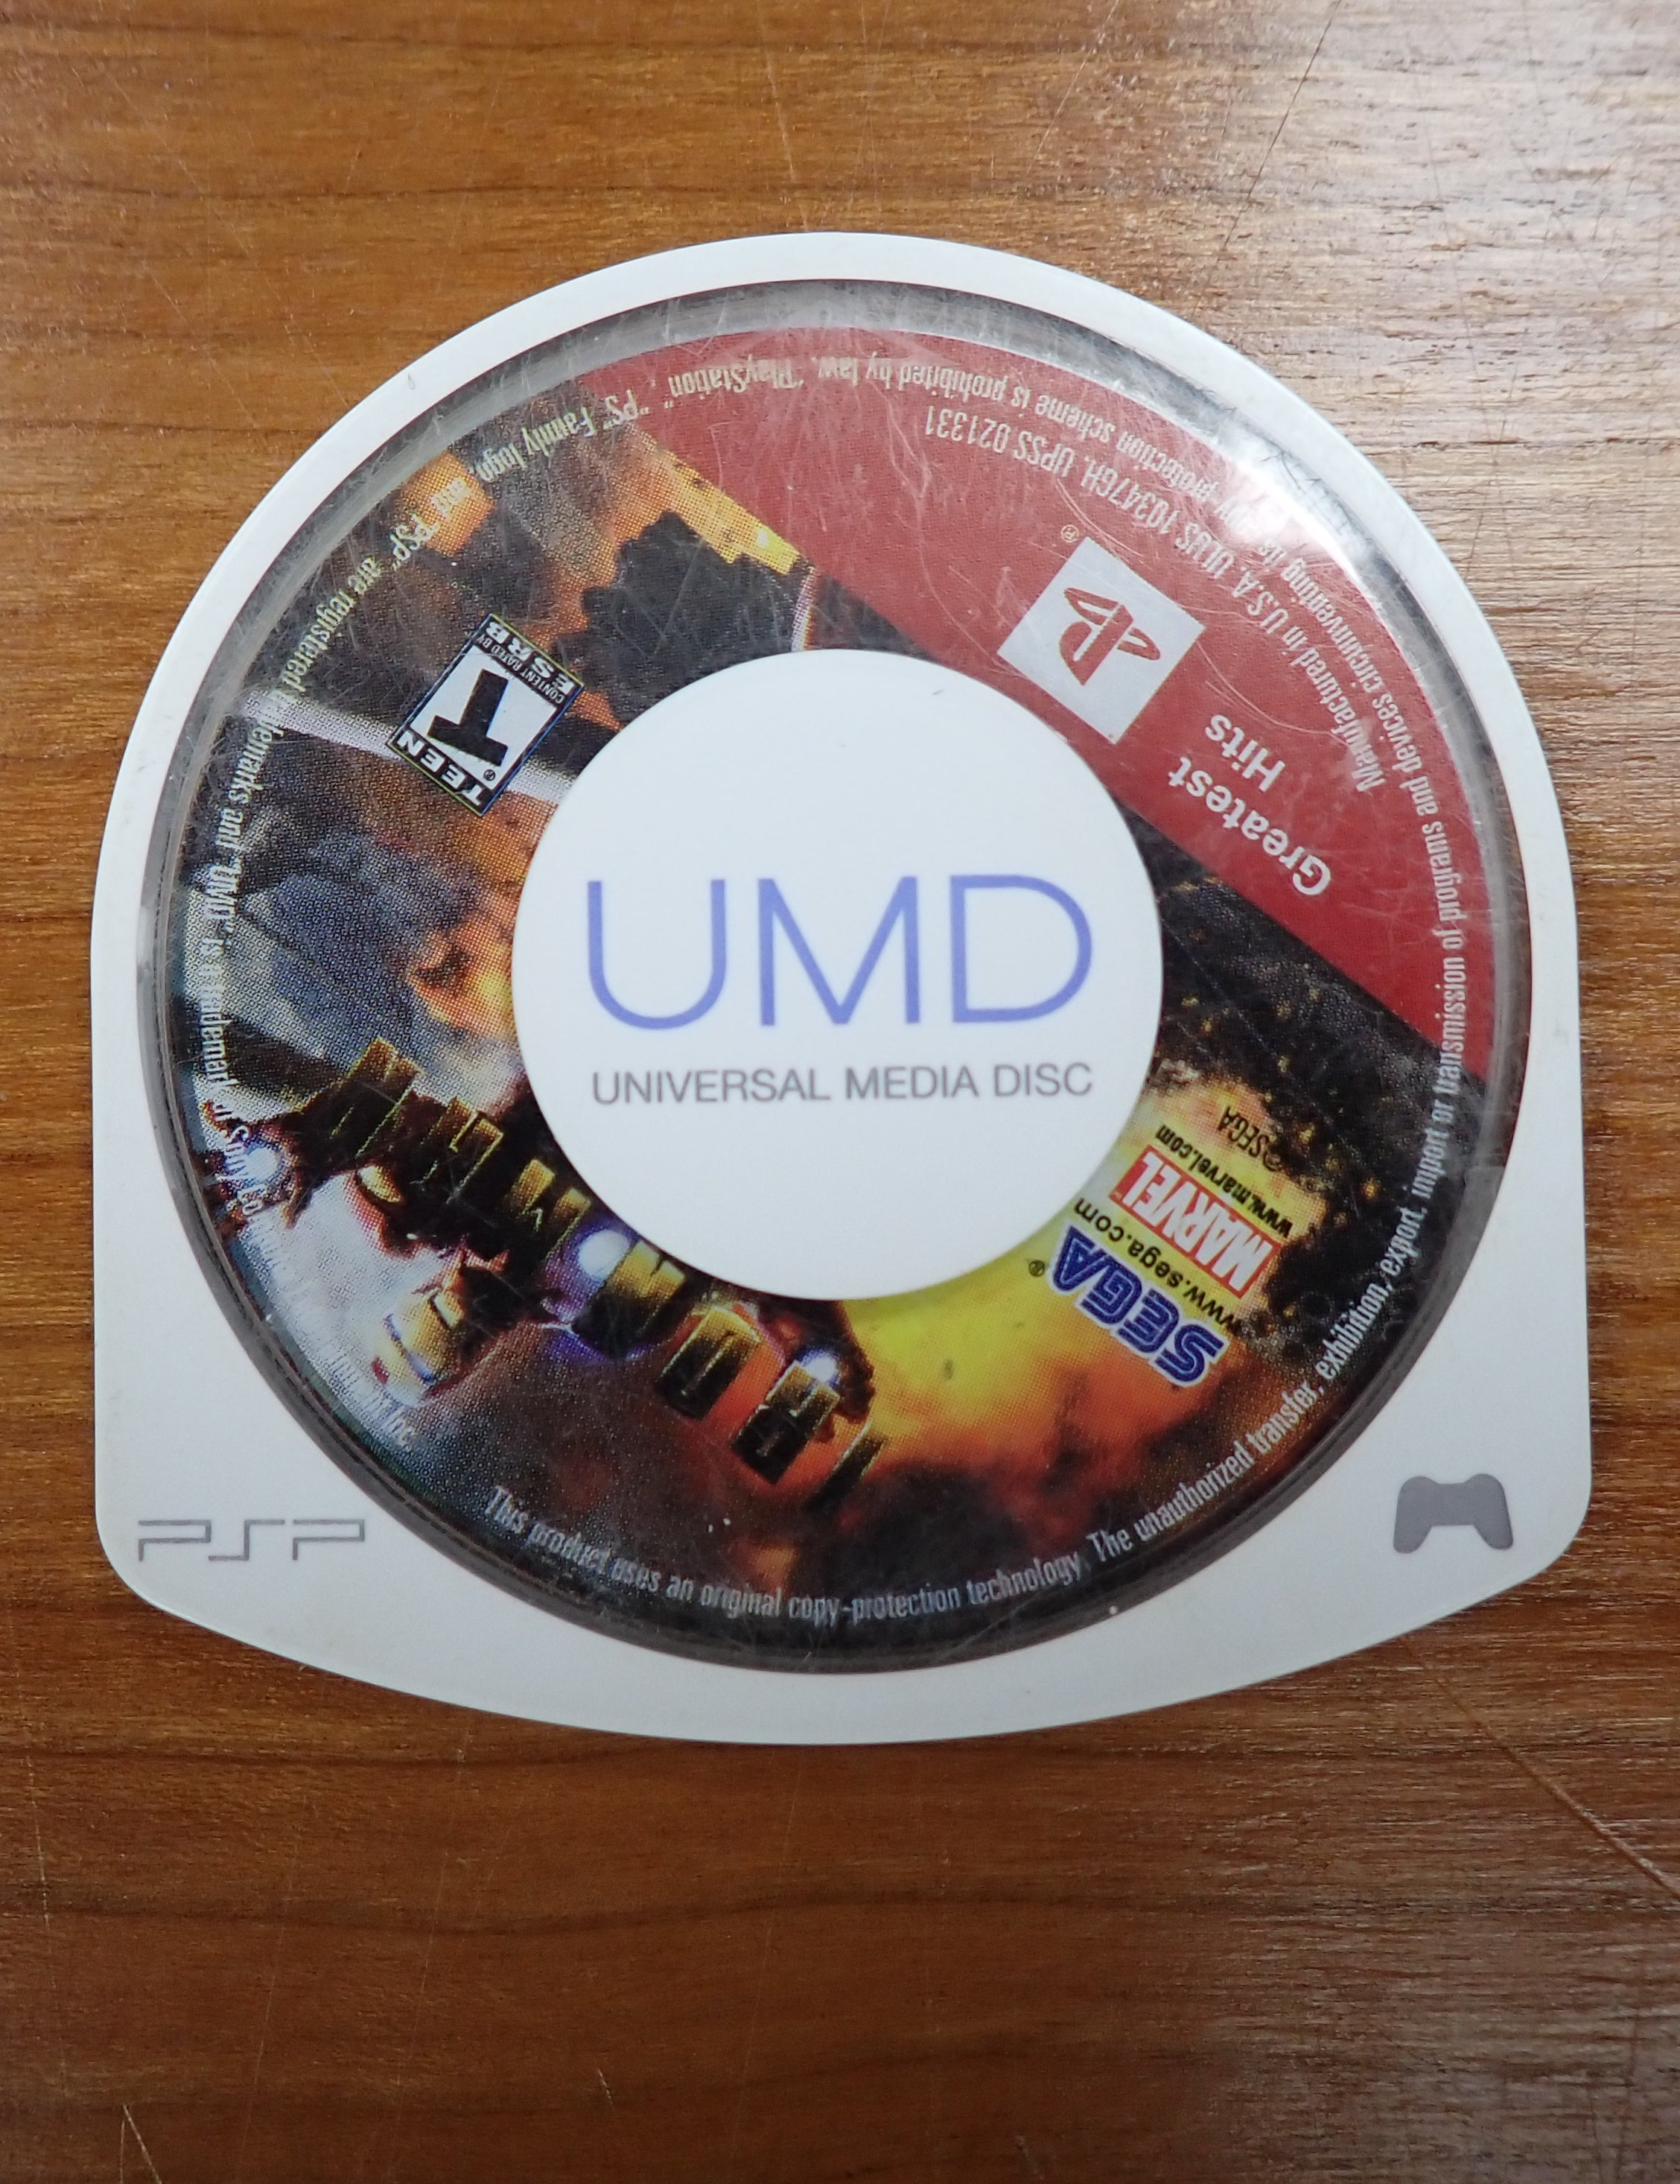 UMD
UNIVERSAL MEDIA DISC
PSP
Greatest
Hits
Manufactured in U.S.A. ULUS 10347GH. UPSS 021331
TEEN
T
CONTENT RATED BY
ESRB
SEGA
www.sega.com
MARVEL
www.marvel.com
©SEGA
This product uses an original copy-protection technology. The unauthorized transfer, exhibition, export, import or transmission of programs and devices circumventing its protection scheme is prohibited by law. "PlayStation", "PS" Family logo and "PSP" are registered trademarks and "UMD" is a trademark of Sony